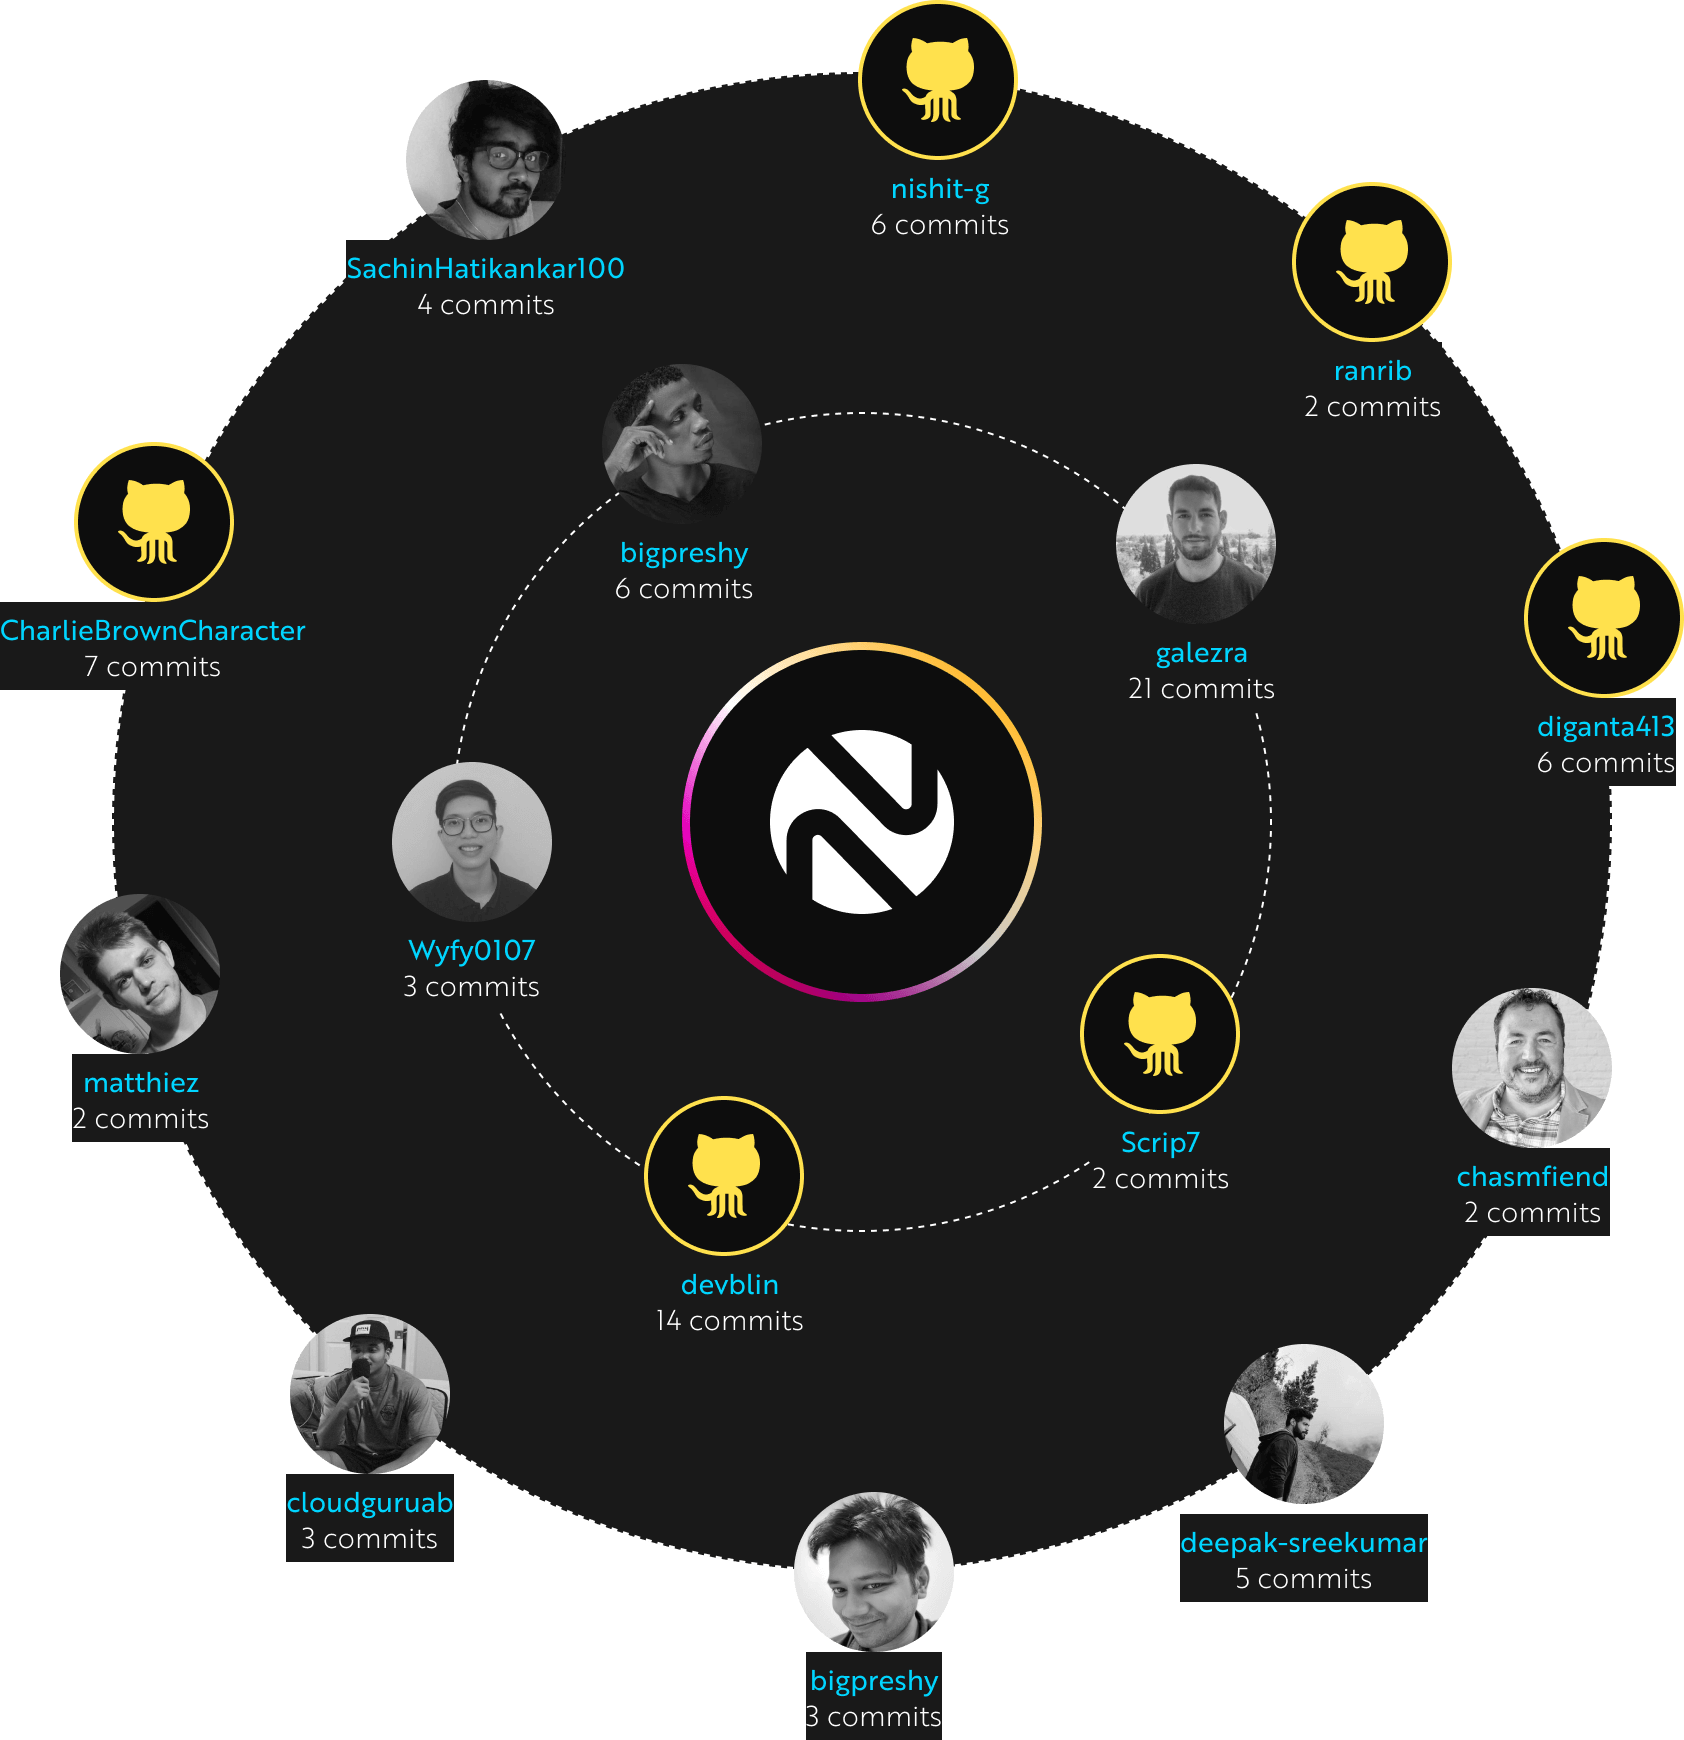 nishit-g
6 commits
SachinHatikankar100
4 commits
ranrib
2 commits
bigpreshy
6 commits
galezra
21 commits
CharlieBrownCharacter
7 commits
diganta413
6 commits
Wyfy0107
3 commits
matthiez
2 commits
Scrip7
2 commits
chasmfiend
2 commits
devblin
14 commits
cloudguruab
3 commits
deepak-sreekumar
5 commits
bigpreshy
3 commits